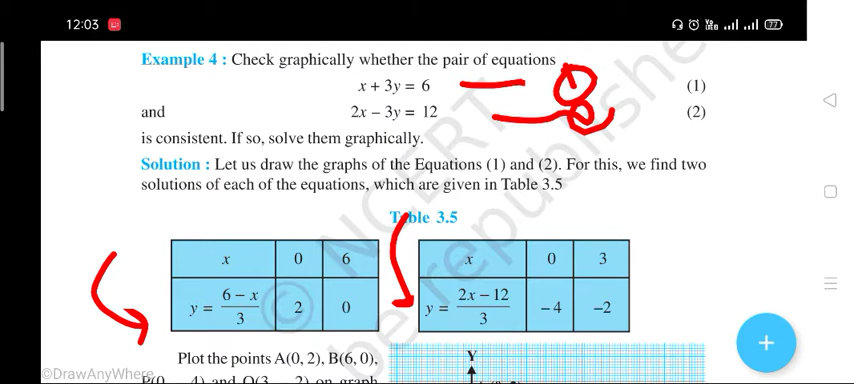 12:03
77
Example 4 : Check graphically whether the pair of equations
x + 3y = 6 (1)
and 2x – 3y = 12 (2)
is consistent. If so, solve them graphically.
Solution : Let us draw the graphs of the Equations (1) and (2). For this, we find two
solutions of each of the equations, which are given in Table 3.5
Table 3.5
x 0 6
y = (6 – x)/3 2 0
x 0 3
y = (2x – 12)/3 –4 –2
Plot the points A(0, 2), B(6, 0),
Y
© NCERT
be republished
©DrawAnyWhere
+